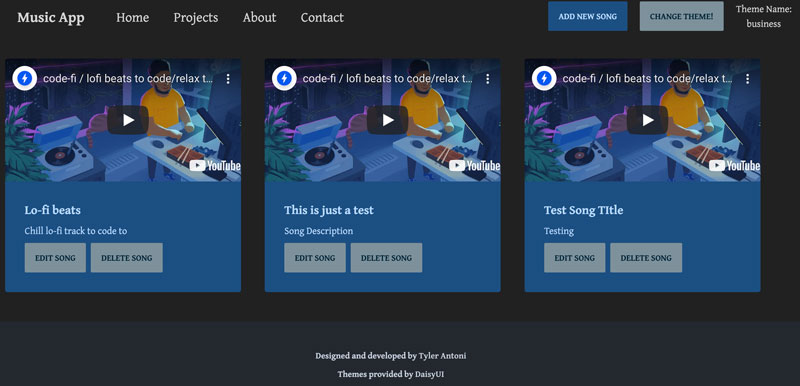 Music App Home Projects About Contact ADD NEW SONG CHANGE THEME! Theme Name:
business
code-fi / lofi beats to code/relax t... code-fi / lofi beats to code/relax t... code-fi / lofi beats to code/relax t...
YouTube YouTube YouTube
Lo-fi beats This is just a test Test Song TItle
Chill lo-fi track to code to Song Description Testing
EDIT SONG DELETE SONG EDIT SONG DELETE SONG EDIT SONG DELETE SONG
Designed and developed by Tyler Antoni
Themes provided by DaisyUI